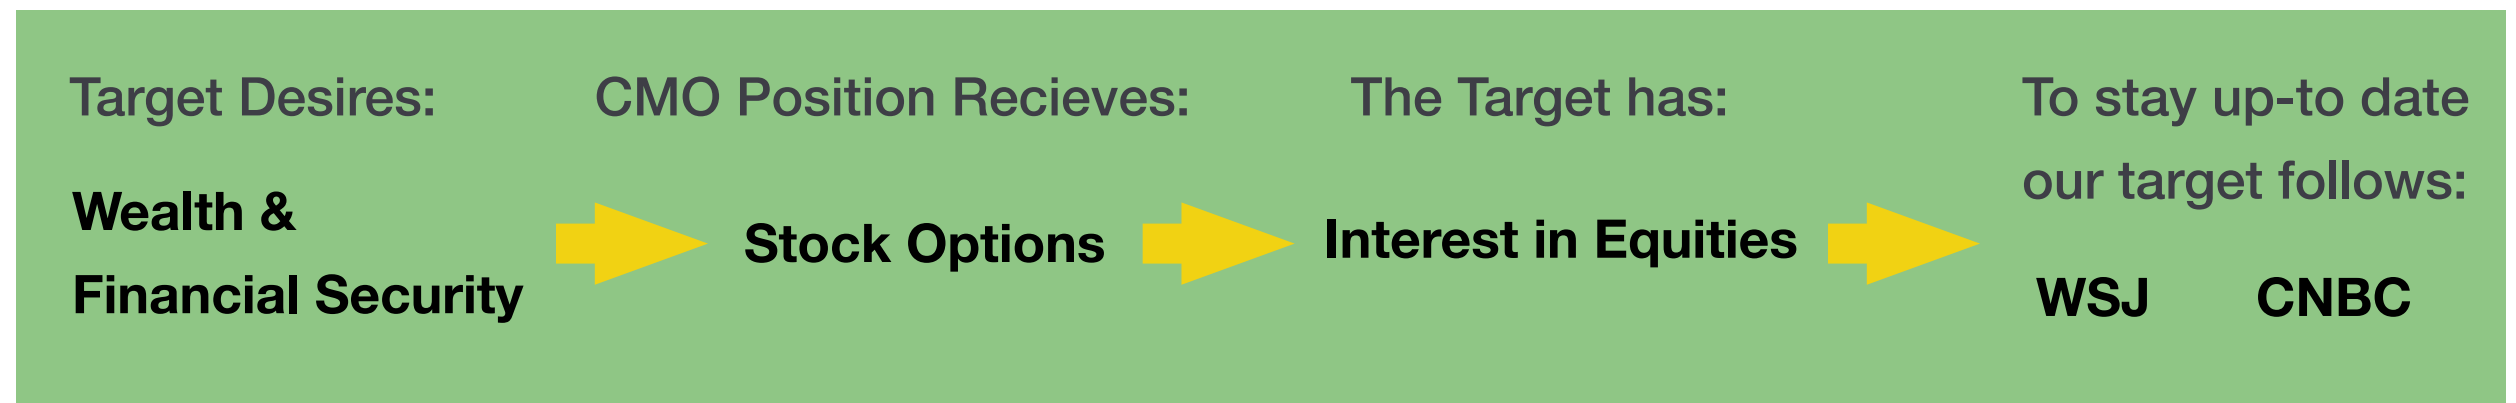 Target Desires:
Wealth &
Financial Security
CMO Position Recieves:
Stock Options
The Target has:
Interest in Equities
To stay up-to date
our target follows:
WSJ CNBC